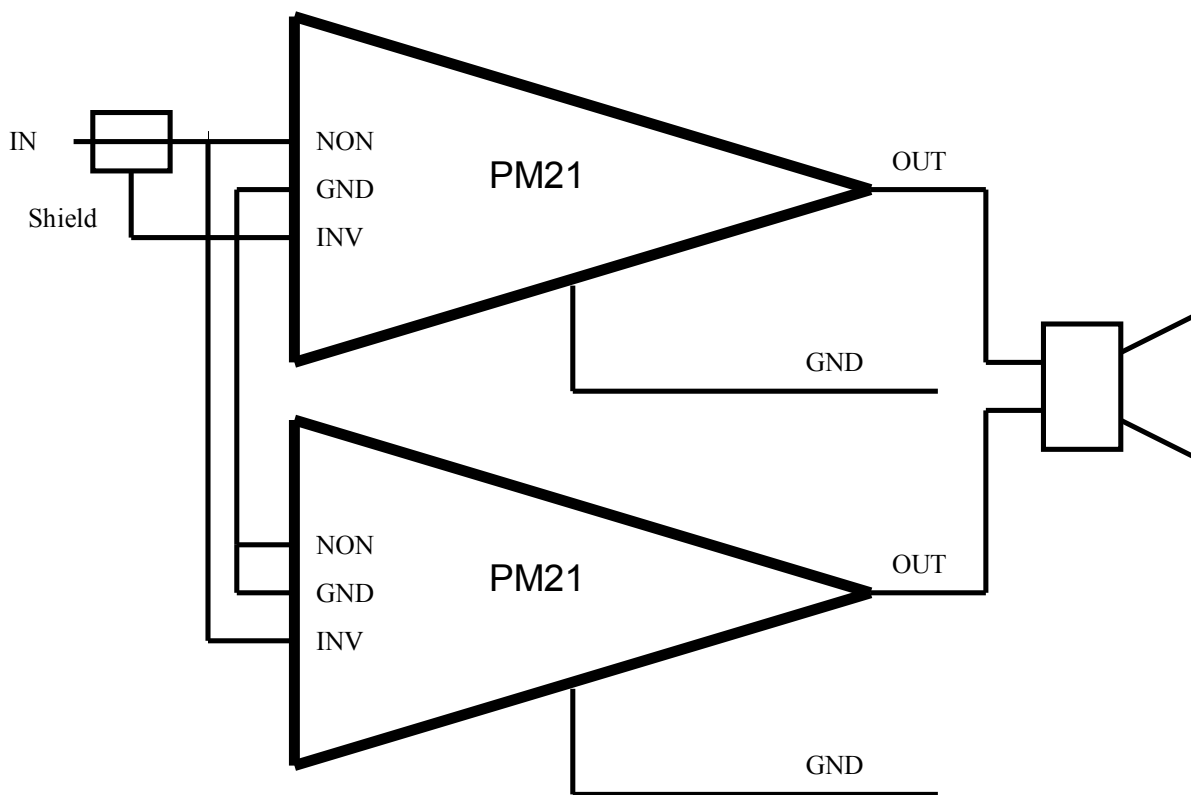 IN
Shield
NON
GND
INV
PM21
OUT
GND
NON
GND
INV
PM21
OUT
GND